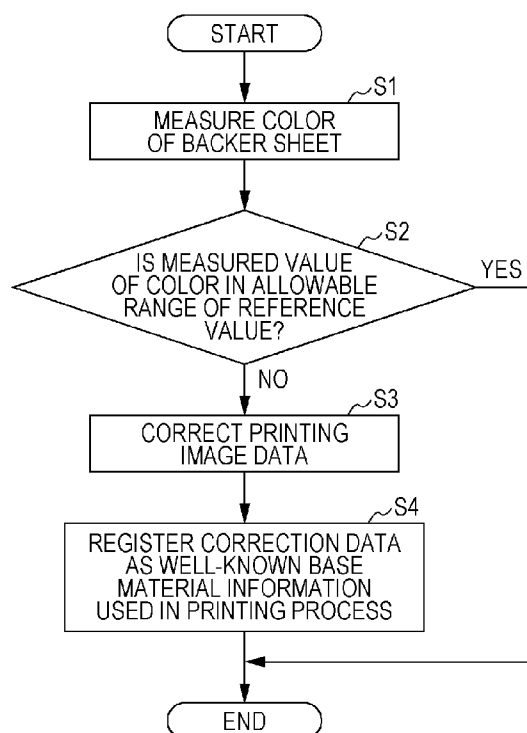 START
S1
MEASURE COLOR
OF BACKER SHEET
S2
IS MEASURED VALUE
OF COLOR IN ALLOWABLE
RANGE OF REFERENCE
VALUE?
YES
NO
S3
CORRECT PRINTING
IMAGE DATA
S4
REGISTER CORRECTION DATA
AS WELL-KNOWN BASE
MATERIAL INFORMATION
USED IN PRINTING PROCESS
END